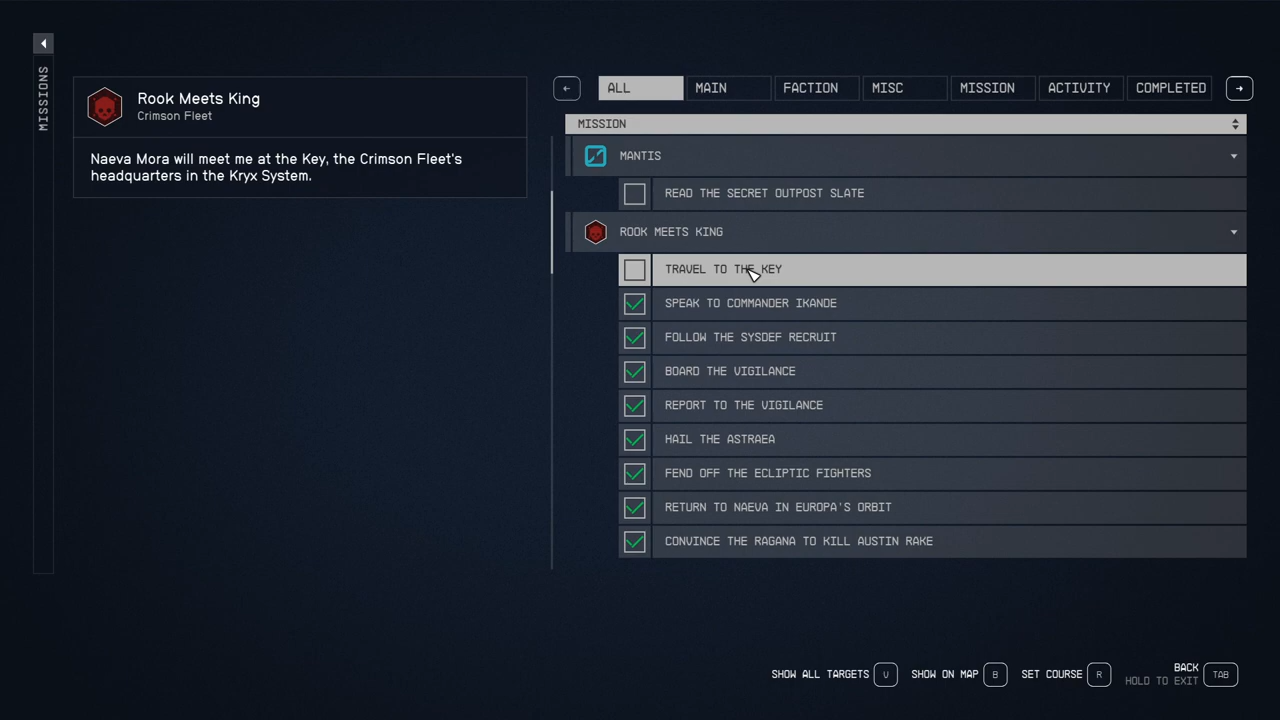 MISSIONS
Rook Meets King
Crimson Fleet
Naeva Mora will meet me at the Key, the Crimson Fleet's
headquarters in the Kryx System.
ALL MAIN FACTION MISC MISSION ACTIVITY COMPLETED
MISSION
MANTIS
READ THE SECRET OUTPOST SLATE
ROOK MEETS KING
TRAVEL TO THE KEY
SPEAK TO COMMANDER IKANDE
FOLLOW THE SYSDEF RECRUIT
BOARD THE VIGILANCE
REPORT TO THE VIGILANCE
HAIL THE ASTRAEA
FEND OFF THE ECLIPTIC FIGHTERS
RETURN TO NAEVA IN EUROPA'S ORBIT
CONVINCE THE RAGANA TO KILL AUSTIN RAKE
SHOW ALL TARGETS V SHOW ON MAP B SET COURSE R BACK TAB
HOLD TO EXIT